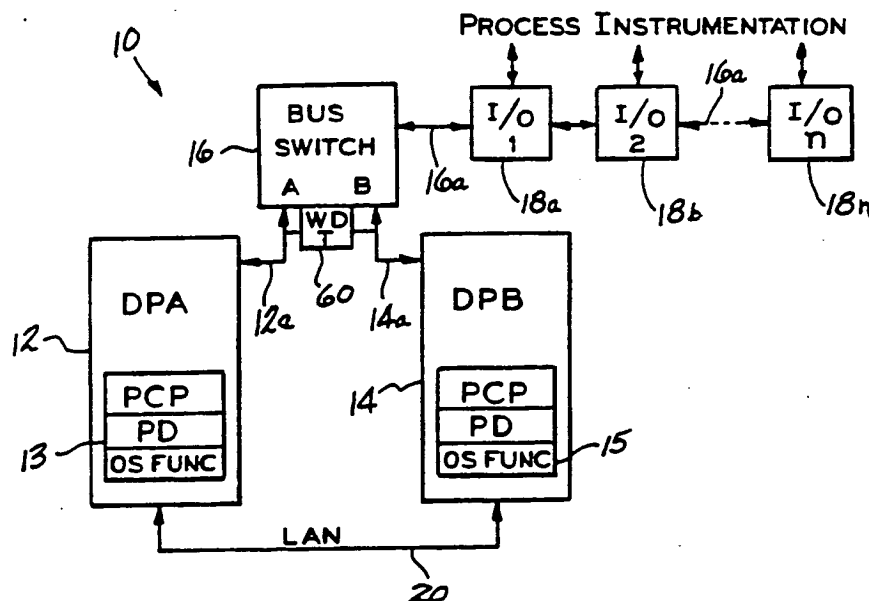 PROCESS INSTRUMENTATION
10
BUS
SWITCH
A B
16
I/O
1
I/O
2
I/O
n
16a
16a
18a
18b
18n
WD
T
60
12a
14a
DPA
12
PCP
PD
OS FUNC
13
DPB
14
PCP
PD
OS FUNC
15
LAN
20